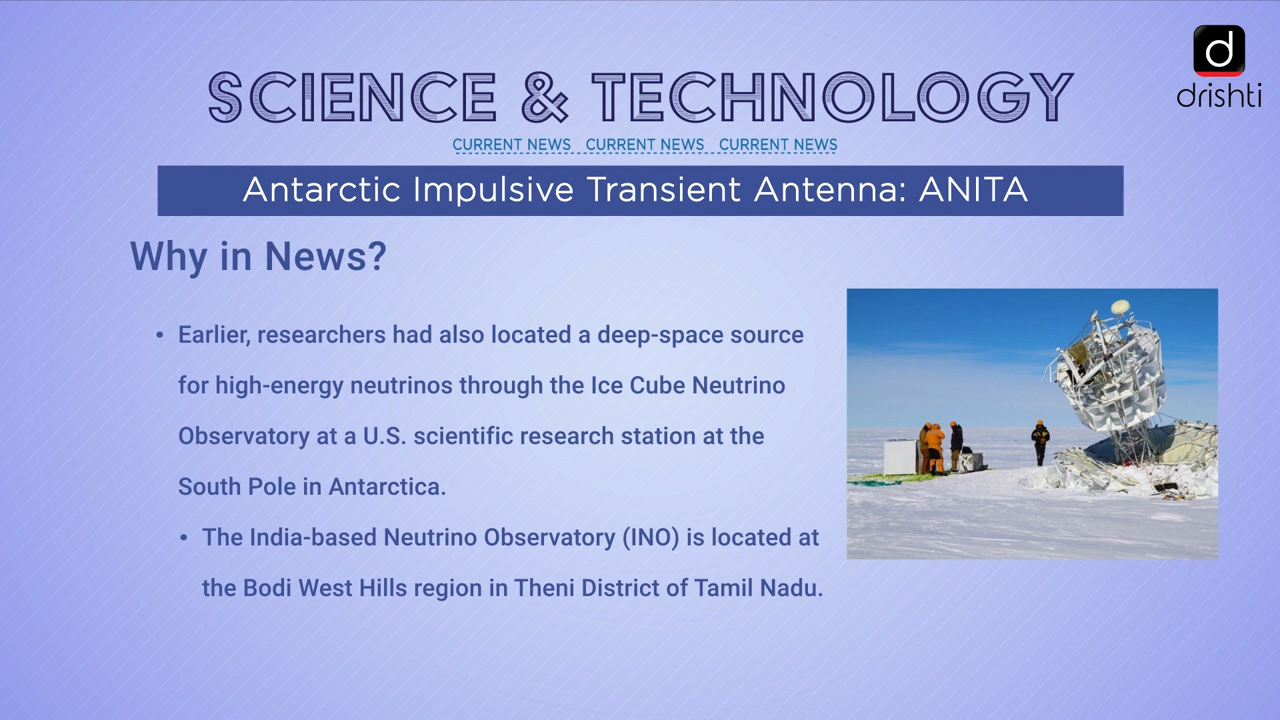 d
drishti
SCIENCE & TECHNOLOGY
CURRENT NEWS CURRENT NEWS CURRENT NEWS
Antarctic Impulsive Transient Antenna: ANITA
Why in News?
• Earlier, researchers had also located a deep-space source
for high-energy neutrinos through the Ice Cube Neutrino
Observatory at a U.S. scientific research station at the
South Pole in Antarctica.
• The India-based Neutrino Observatory (INO) is located at
the Bodi West Hills region in Theni District of Tamil Nadu.